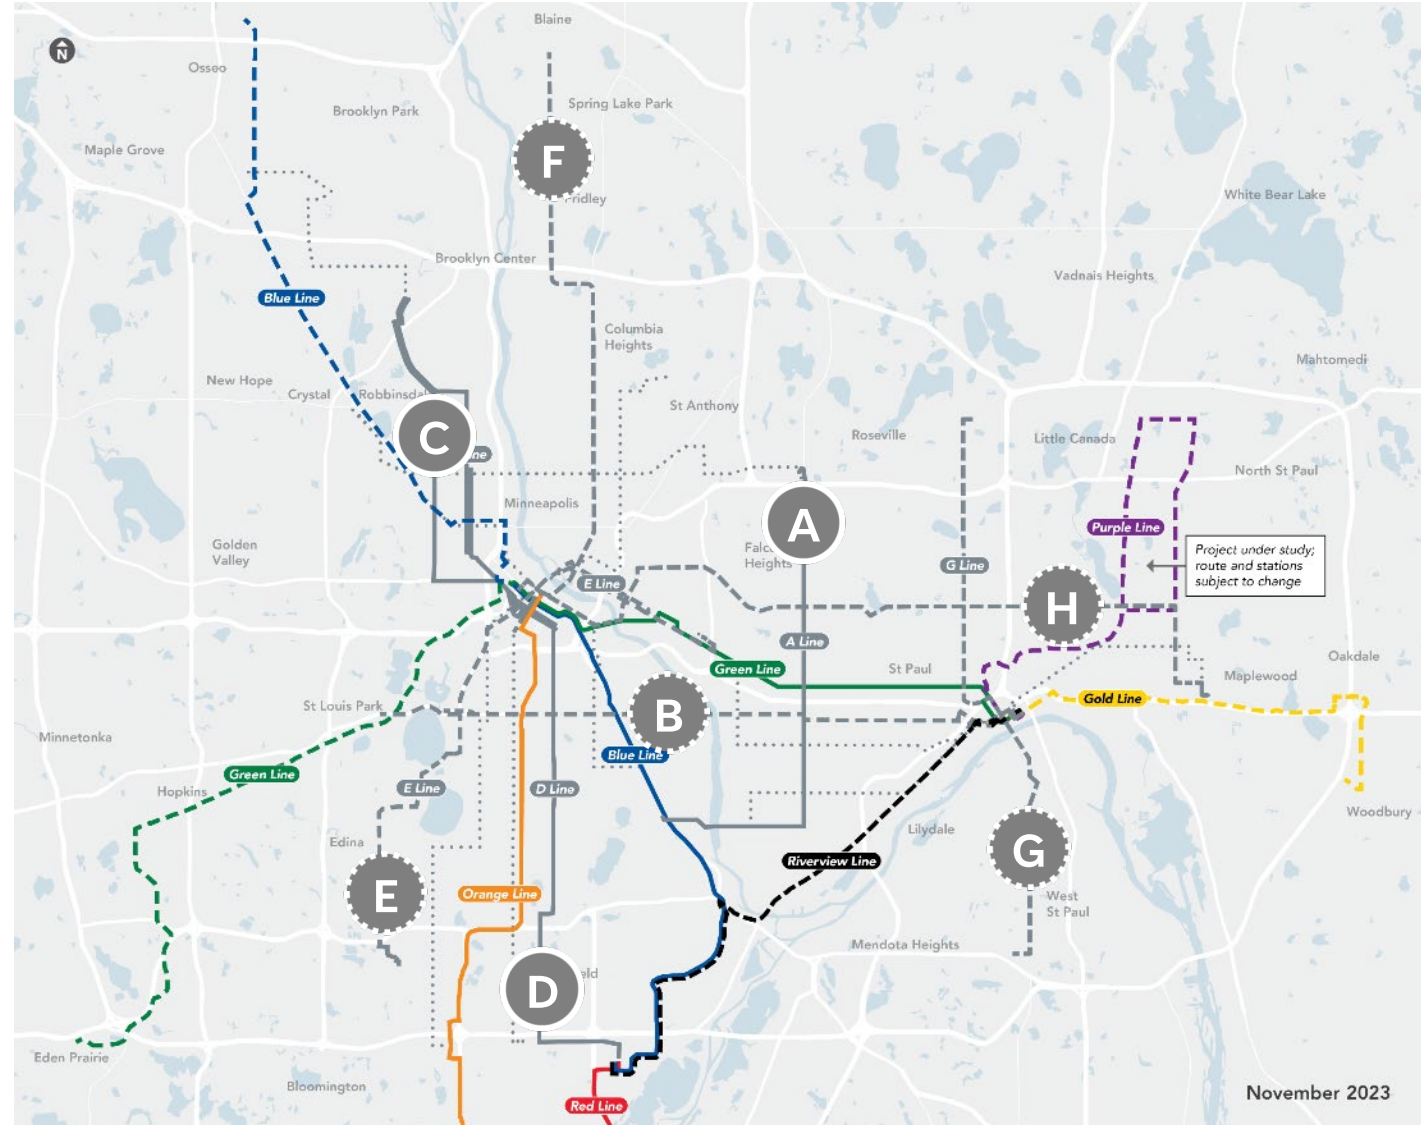 Blaine
N
Osseo
Spring Lake Park
Brooklyn Park
Maple Grove
F
Fridley
White Bear Lake
Brooklyn Center
Vadnais Heights
Blue Line
Columbia
Heights
Mahtomedi
New Hope
Crystal
Robbinsdal
St Anthony
C
ne
Roseville
Little Canada
North St Paul
Minneapolis
A
Purple Line
Golden
Valley
Falc
Heights
Project under study;
route and stations
subject to change
G Line
E Line
H
A Line
Green Line
St Paul
Oakdale
Maplewood
St Louis Park
Gold Line
B
Minnetonka
Blue Line
Green Line
Hopkins
E Line
D Line
Woodbury
Edina
Lilydale
G
Riverview Line
E
Orange Line
West
St Paul
Mendota Heights
D
eld
Eden Prairie
Bloomington
Red Line
November 2023